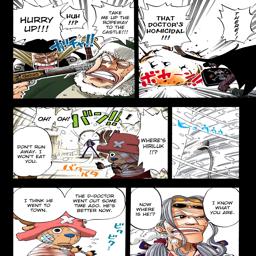 THAT
DOCTOR'S
HOMICIDAL
!!?
TAKE
ME UP THE
ROPEWAY TO
THE CASTLE!!!
HUH
!!?
HURRY
UP!!!
WHERE'S
HIRILUK
!?
OH!
OH!
バン!!
DON'T RUN
AWAY. I
WON'T EAT
YOU.
I KNOW
WHAT YOU
ARE.
NOW
WHERE
IS HE!?
THE D-DOCTOR
WENT OUT SOME
TIME AGO. HE'S
BETTER NOW.
I THINK HE
WENT TO
TOWN.